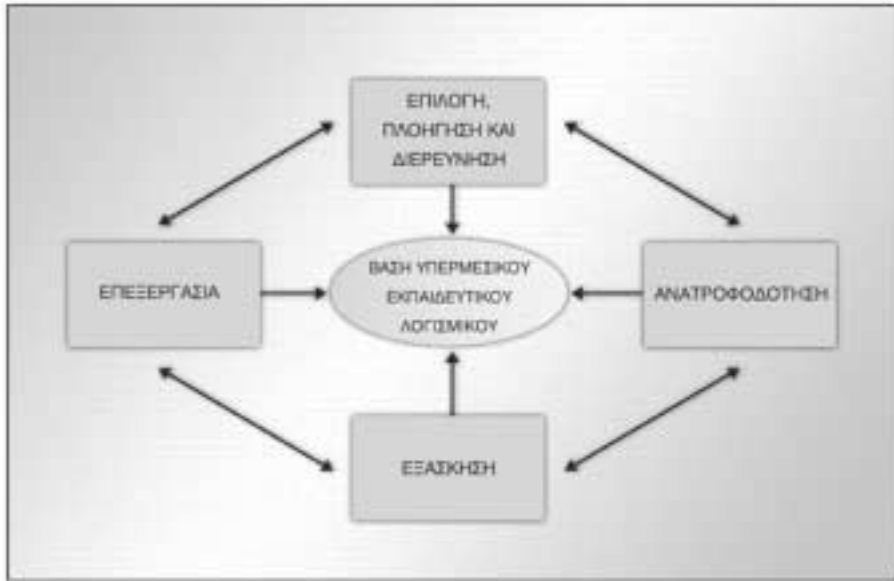 ΕΠΙΛΟΓΗ,
ΠΛΟΗΓΗΣΗ ΚΑΙ
ΔΙΕΡΕΥΝΗΣΗ
ΕΠΕΞΕΡΓΑΣΙΑ
ΒΑΣΗ ΥΠΕΡΜΕΣΙΚΟΥ
ΕΚΠΑΙΔΕΥΤΙΚΟΥ
ΛΟΓΙΣΜΙΚΟΥ
ΑΝΑΤΡΟΦΟΔΟΤΗΣΗ
ΕΞΑΣΚΗΣΗ